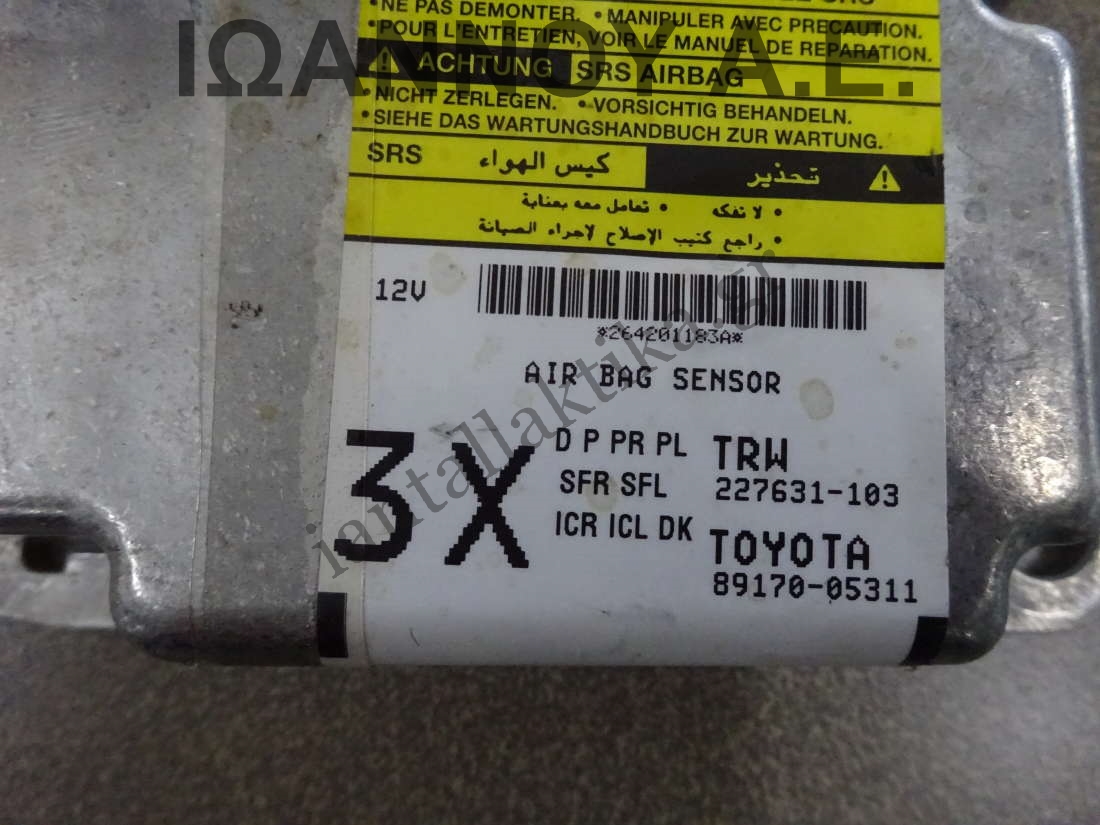 •NE PAS DEMONTER. •MANIPULER AVEC PRECAUTION.
•POUR L'ENTRETIEN, VOIR LE MANUEL DE REPARATION.
ΙΩΑΝΝΟΥ Α.Ε.
ACHTUNG SRS AIRBAG
•NICHT ZERLEGEN. •VORSICHTIG BEHANDELN.
•SIEHE DAS WARTUNGSHANDBUCH ZUR WARTUNG.
تحذير كيس الهواء SRS
• لا تفكه • تعامل معه بعناية
• راجع كتيب الإصلاح لاجراء الصيانة
12V
*264201183A*
AIR BAG SENSOR
3X
D P PR PL
SFR SFL
ICR ICL DK
TRW
227631-103
TOYOTA
89170-05311
iantallaktika.gr